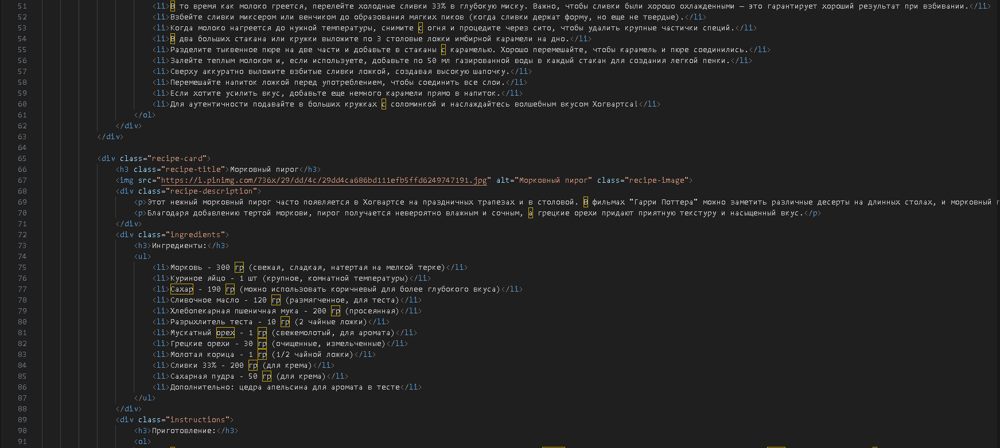 51 <li>В то время как молоко греется, перелейте холодные сливки 33% в глубокую миску. Важно, чтобы сливки были хорошо охлажденными — это гарантирует хороший результат при взбивании.</li>
52 <li>Взбейте сливки миксером или венчиком до образования мягких пиков (когда сливки держат форму, но еще не твердые).</li>
53 <li>Когда молоко нагреется до нужной температуры, снимите с огня и процедите через сито, чтобы удалить крупные частички специй.</li>
54 <li>В два больших стакана или кружки выложите по 3 столовые ложки имбирной карамели на дно.</li>
55 <li>Разделите тыквенное пюре на две части и добавьте в стаканы с карамелью. Хорошо перемешайте, чтобы карамель и пюре соединились.</li>
56 <li>Залейте теплым молоком и, если используете, добавьте по 50 мл газированной воды в каждый стакан для создания легкой пенки.</li>
57 <li>Сверху аккуратно выложите взбитые сливки ложкой, создавая высокую шапочку.</li>
58 <li>Перемешайте напиток ложкой перед употреблением, чтобы соединить все слои.</li>
59 <li>Если хотите усилить вкус, добавьте еще немного карамели прямо в напиток.</li>
60 <li>Для аутентичности подавайте в больших кружках с соломинкой и наслаждайтесь волшебным вкусом Хогвартса!</li>
61 </ol>
62 </div>
63 </div>
64
65 <div class="recipe-card">
66 <h3 class="recipe-title">Морковный пирог</h3>
67 <img src="https://i.pinimg.com/736x/29/dd/4c/29dd4ca686bd111efb5ffd6249747191.jpg" alt="Морковный пирог" class="recipe-image">
68 <div class="recipe-description">
69 <p>Этот нежный морковный пирог часто появляется в Хогвартсе на праздничных трапезах и в столовой. В фильмах "Гарри Поттера" можно заметить различные десерты на длинных столах, и морковный
70 <p>Благодаря добавлению тертой моркови, пирог получается невероятно влажным и сочным, а грецкие орехи придают приятную текстуру и насыщенный вкус.</p>
71 </div>
72 <div class="ingredients">
73 <h3>Ингредиенты:</h3>
74 <ul>
75 <li>Морковь - 300 гр (свежая, сладкая, натертая на мелкой терке)</li>
76 <li>Куриное яйцо - 1 шт (крупное, комнатной температуры)</li>
77 <li>Сахар - 190 гр (можно использовать коричневый для более глубокого вкуса)</li>
78 <li>Сливочное масло - 120 гр (размягченное, для теста)</li>
79 <li>Хлебопекарная пшеничная мука - 200 гр (просеянная)</li>
80 <li>Разрыхлитель теста - 10 гр (2 чайные ложки)</li>
81 <li>Мускатный орех - 1 гр (свежемолотый, для аромата)</li>
82 <li>Грецкие орехи - 30 гр (очищенные, измельченные)</li>
83 <li>Молотая корица - 1 гр (1/2 чайной ложки)</li>
84 <li>Сливки 33% - 200 гр (для крема)</li>
85 <li>Сахарная пудра - 50 гр (для крема)</li>
86 <li>Дополнительно: цедра апельсина для аромата в тесте</li>
87 </ul>
88 </div>
89 <div class="instructions">
90 <h3>Приготовление:</h3>
91 <ol>